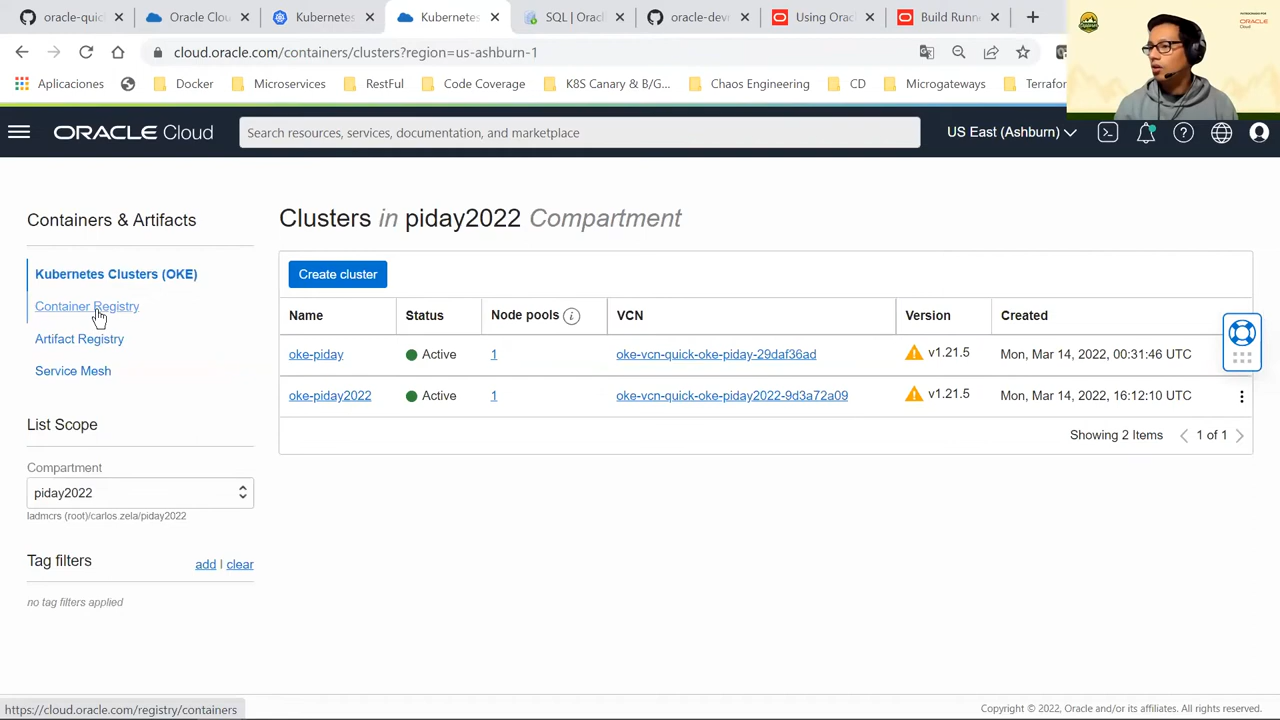 oracle-quic
Oracle Clo
Kubernetes
Kubernetes
SCLI Oracl
oracle-dev
Using Orac
Build Runn
cloud.oracle.com/containers/clusters?region=us-ashburn-1
Aplicaciones
Docker
Microservices
RestFul
Code Coverage
K8S Canary & B/G...
Chaos Engineering
CD
Microgateways
Terrafo
ORACLE Cloud
Search resources, services, documentation, and marketplace
US East (Ashburn)
Containers & Artifacts
Kubernetes Clusters (OKE)
Container Registry
Artifact Registry
Service Mesh
List Scope
Compartment
piday2022
ladmcrs (root)/carlos.zela/piday2022
Tag filters
add | clear
no tag filters applied
Clusters in piday2022 Compartment
Create cluster
Name Status Node pools VCN Version Created
oke-piday Active 1 oke-vcn-quick-oke-piday-29daf36ad v1.21.5 Mon, Mar 14, 2022, 00:31:46 UTC
oke-piday2022 Active 1 oke-vcn-quick-oke-piday2022-9d3a72a09 v1.21.5 Mon, Mar 14, 2022, 16:12:10 UTC
Showing 2 Items 1 of 1
https://cloud.oracle.com/registry/containers
Copyright © 2022, Oracle and/or its affiliates. All rights reserved.